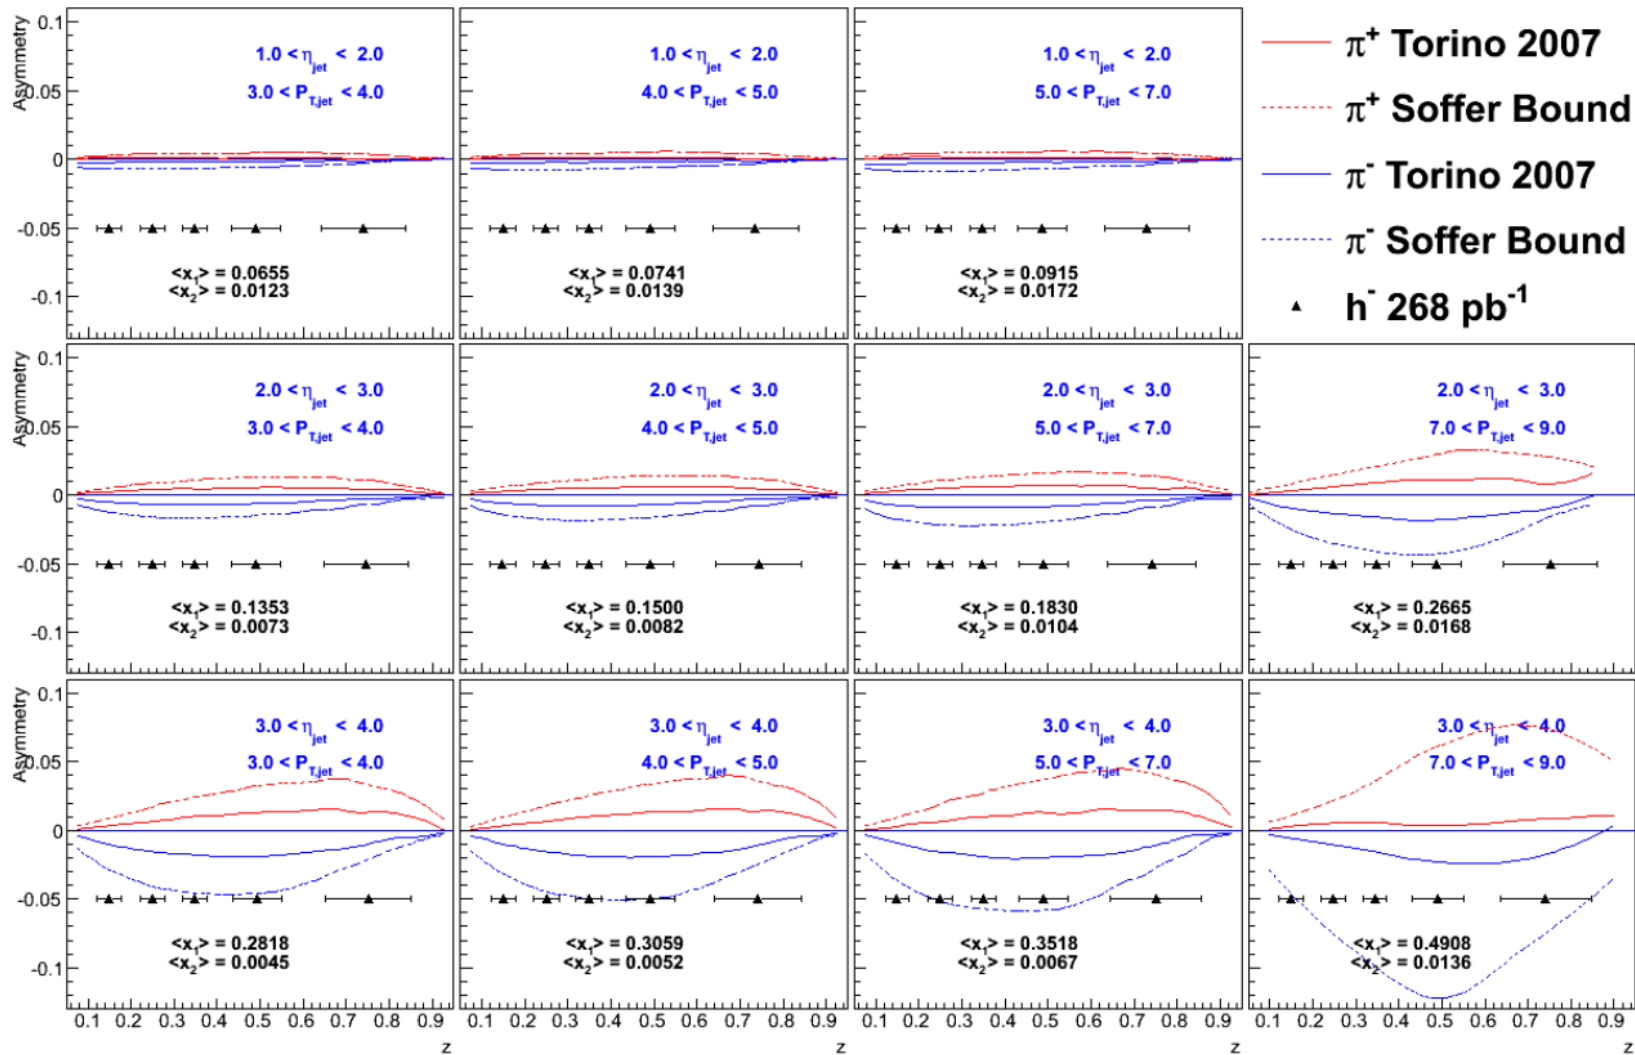 Asymmetry
0.1
0.05
0
-0.05
-0.1
1.0 < η_jet < 2.0
3.0 < P_T,jet < 4.0
<x_1> = 0.0655
<x_2> = 0.0123
1.0 < η_jet < 2.0
4.0 < P_T,jet < 5.0
<x_1> = 0.0741
<x_2> = 0.0139
1.0 < η_jet < 2.0
5.0 < P_T,jet < 7.0
<x_1> = 0.0915
<x_2> = 0.0172
π⁺ Torino 2007
π⁺ Soffer Bound
π⁻ Torino 2007
π⁻ Soffer Bound
h⁻ 268 pb⁻¹
Asymmetry
0.1
0.05
0
-0.05
-0.1
2.0 < η_jet < 3.0
3.0 < P_T,jet < 4.0
<x_1> = 0.1353
<x_2> = 0.0073
2.0 < η_jet < 3.0
4.0 < P_T,jet < 5.0
<x_1> = 0.1500
<x_2> = 0.0082
2.0 < η_jet < 3.0
5.0 < P_T,jet < 7.0
<x_1> = 0.1830
<x_2> = 0.0104
2.0 < η_jet < 3.0
7.0 < P_T,jet < 9.0
<x_1> = 0.2665
<x_2> = 0.0168
Asymmetry
0.1
0.05
0
-0.05
-0.1
3.0 < η_jet < 4.0
3.0 < P_T,jet < 4.0
<x_1> = 0.2818
<x_2> = 0.0045
0.1 0.2 0.3 0.4 0.5 0.6 0.7 0.8 0.9
z
3.0 < η_jet < 4.0
4.0 < P_T,jet < 5.0
<x_1> = 0.3059
<x_2> = 0.0052
0.1 0.2 0.3 0.4 0.5 0.6 0.7 0.8 0.9
z
3.0 < η_jet < 4.0
5.0 < P_T,jet < 7.0
<x_1> = 0.3518
<x_2> = 0.0067
0.1 0.2 0.3 0.4 0.5 0.6 0.7 0.8 0.9
z
3.0 < η_jet < 4.0
7.0 < P_T,jet < 9.0
<x_1> = 0.4908
<x_2> = 0.0136
0.1 0.2 0.3 0.4 0.5 0.6 0.7 0.8 0.9
z